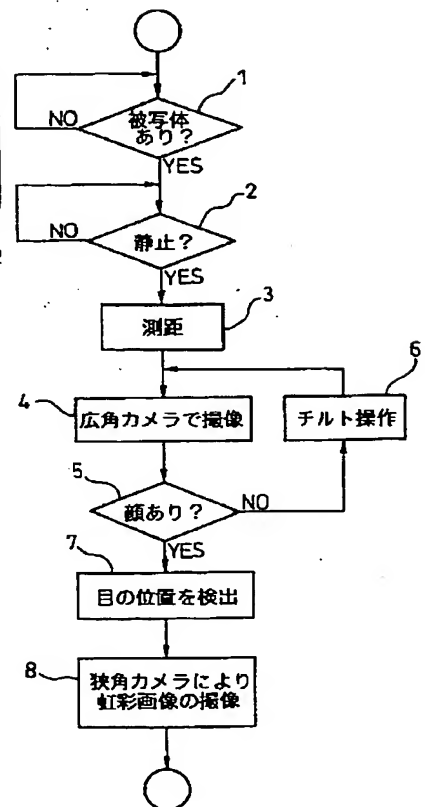 1
被写体
あり?
NO
YES
2
静止?
NO
YES
3
測距
6
4
広角カメラで撮像
チルト操作
5
顔あり?
NO
YES
7
目の位置を検出
8
狭角カメラにより
虹彩画像の撮像